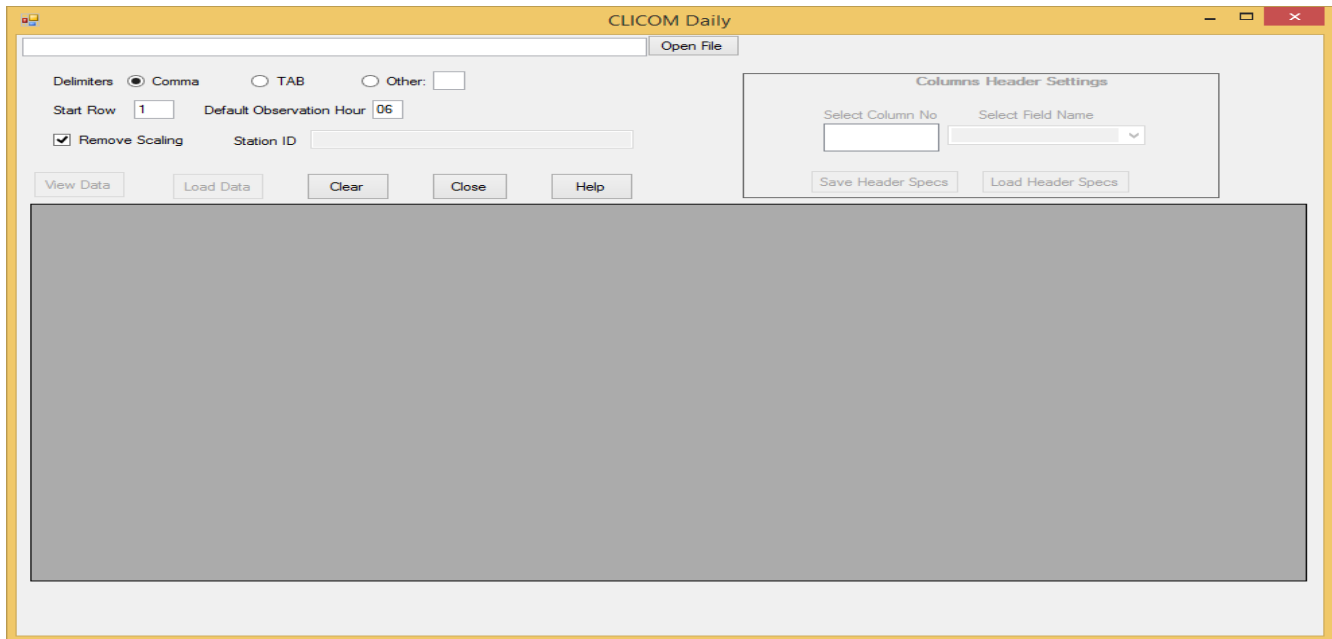 CLICOM Daily
Open File
Delimiters Comma TAB Other:
Columns Header Settings
Start Row 1 Default Observation Hour 06
Select Column No Select Field Name
Remove Scaling Station ID
View Data Load Data Clear Close Help
Save Header Specs Load Header Specs